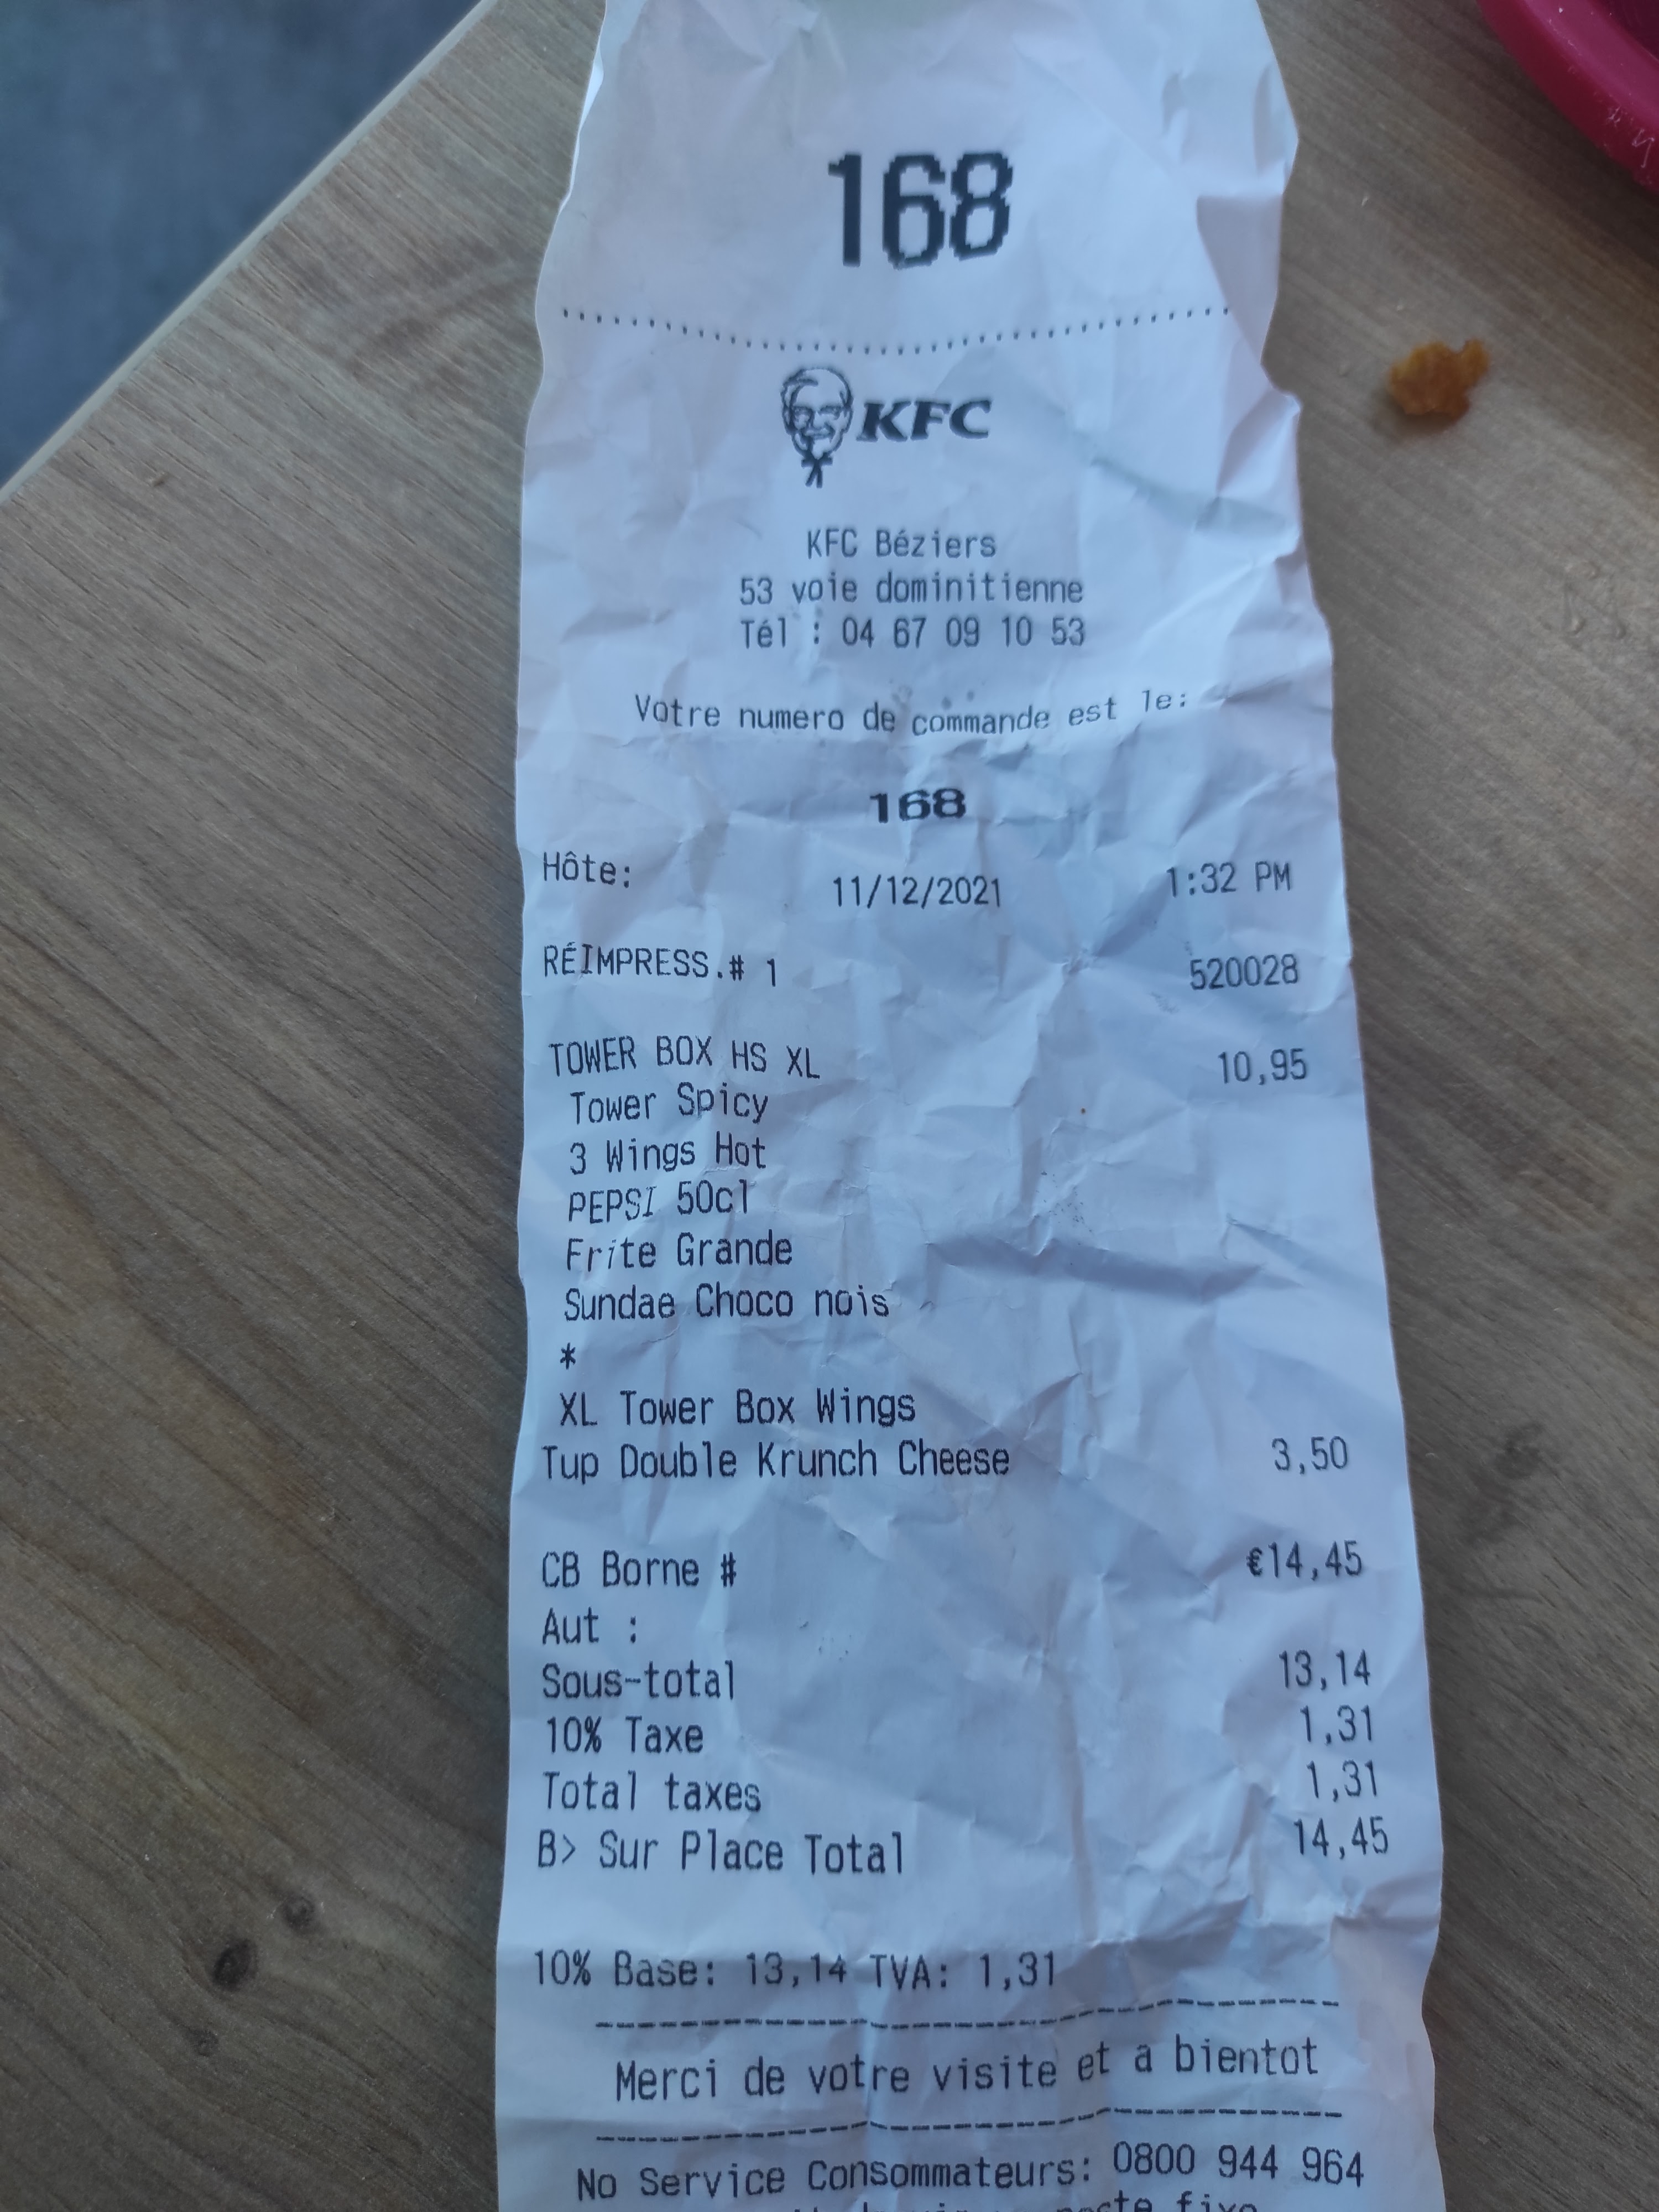 168
KFC
KFC Béziers
53 voie dominitienne
Tél : 04 67 09 10 53
Votre numero de commande est le:
168
Hôte: 11/12/2021 1:32 PM
RÉIMPRESS.# 1 520028
TOWER BOX HS XL 10,95
Tower Spicy
3 Wings Hot
PEPSI 50cl
Frite Grande
Sundae Choco nois
*
XL Tower Box Wings
Tup Double Krunch Cheese 3,50
CB Borne # €14,45
Aut :
Sous-total 13,14
10% Taxe 1,31
Total taxes 1,31
B> Sur Place Total 14,45
10% Base: 13,14 TVA: 1,31
Merci de votre visite et a bientot
No Service Consommateurs: 0800 944 964
poste fixe